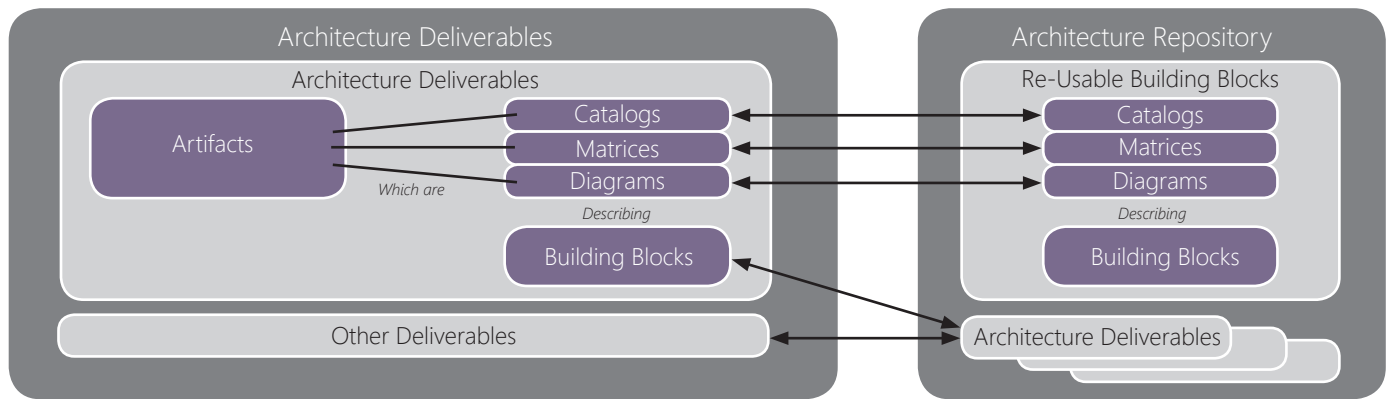 Architecture Deliverables
Architecture Deliverables
Artifacts
Which are
Catalogs
Matrices
Diagrams
Describing
Building Blocks
Other Deliverables
Architecture Repository
Re-Usable Building Blocks
Catalogs
Matrices
Diagrams
Describing
Building Blocks
Architecture Deliverables